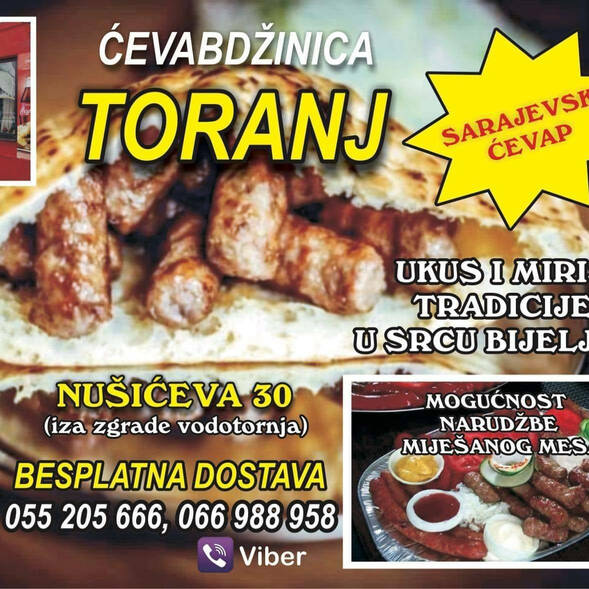 ĆEVABDŽINICA
TORANJ
SARAJEVSK
ĆEVAP
UKUS I MIRI
TRADICIJE
U SRCU BIJELJ
NUŠIĆEVA 30
(iza zgrade vodotornja)
BESPLATNA DOSTAVA
055 205 666, 066 988 958
Viber
MOGUĆNOST
NARUDŽBE
MIJEŠANOG MESA